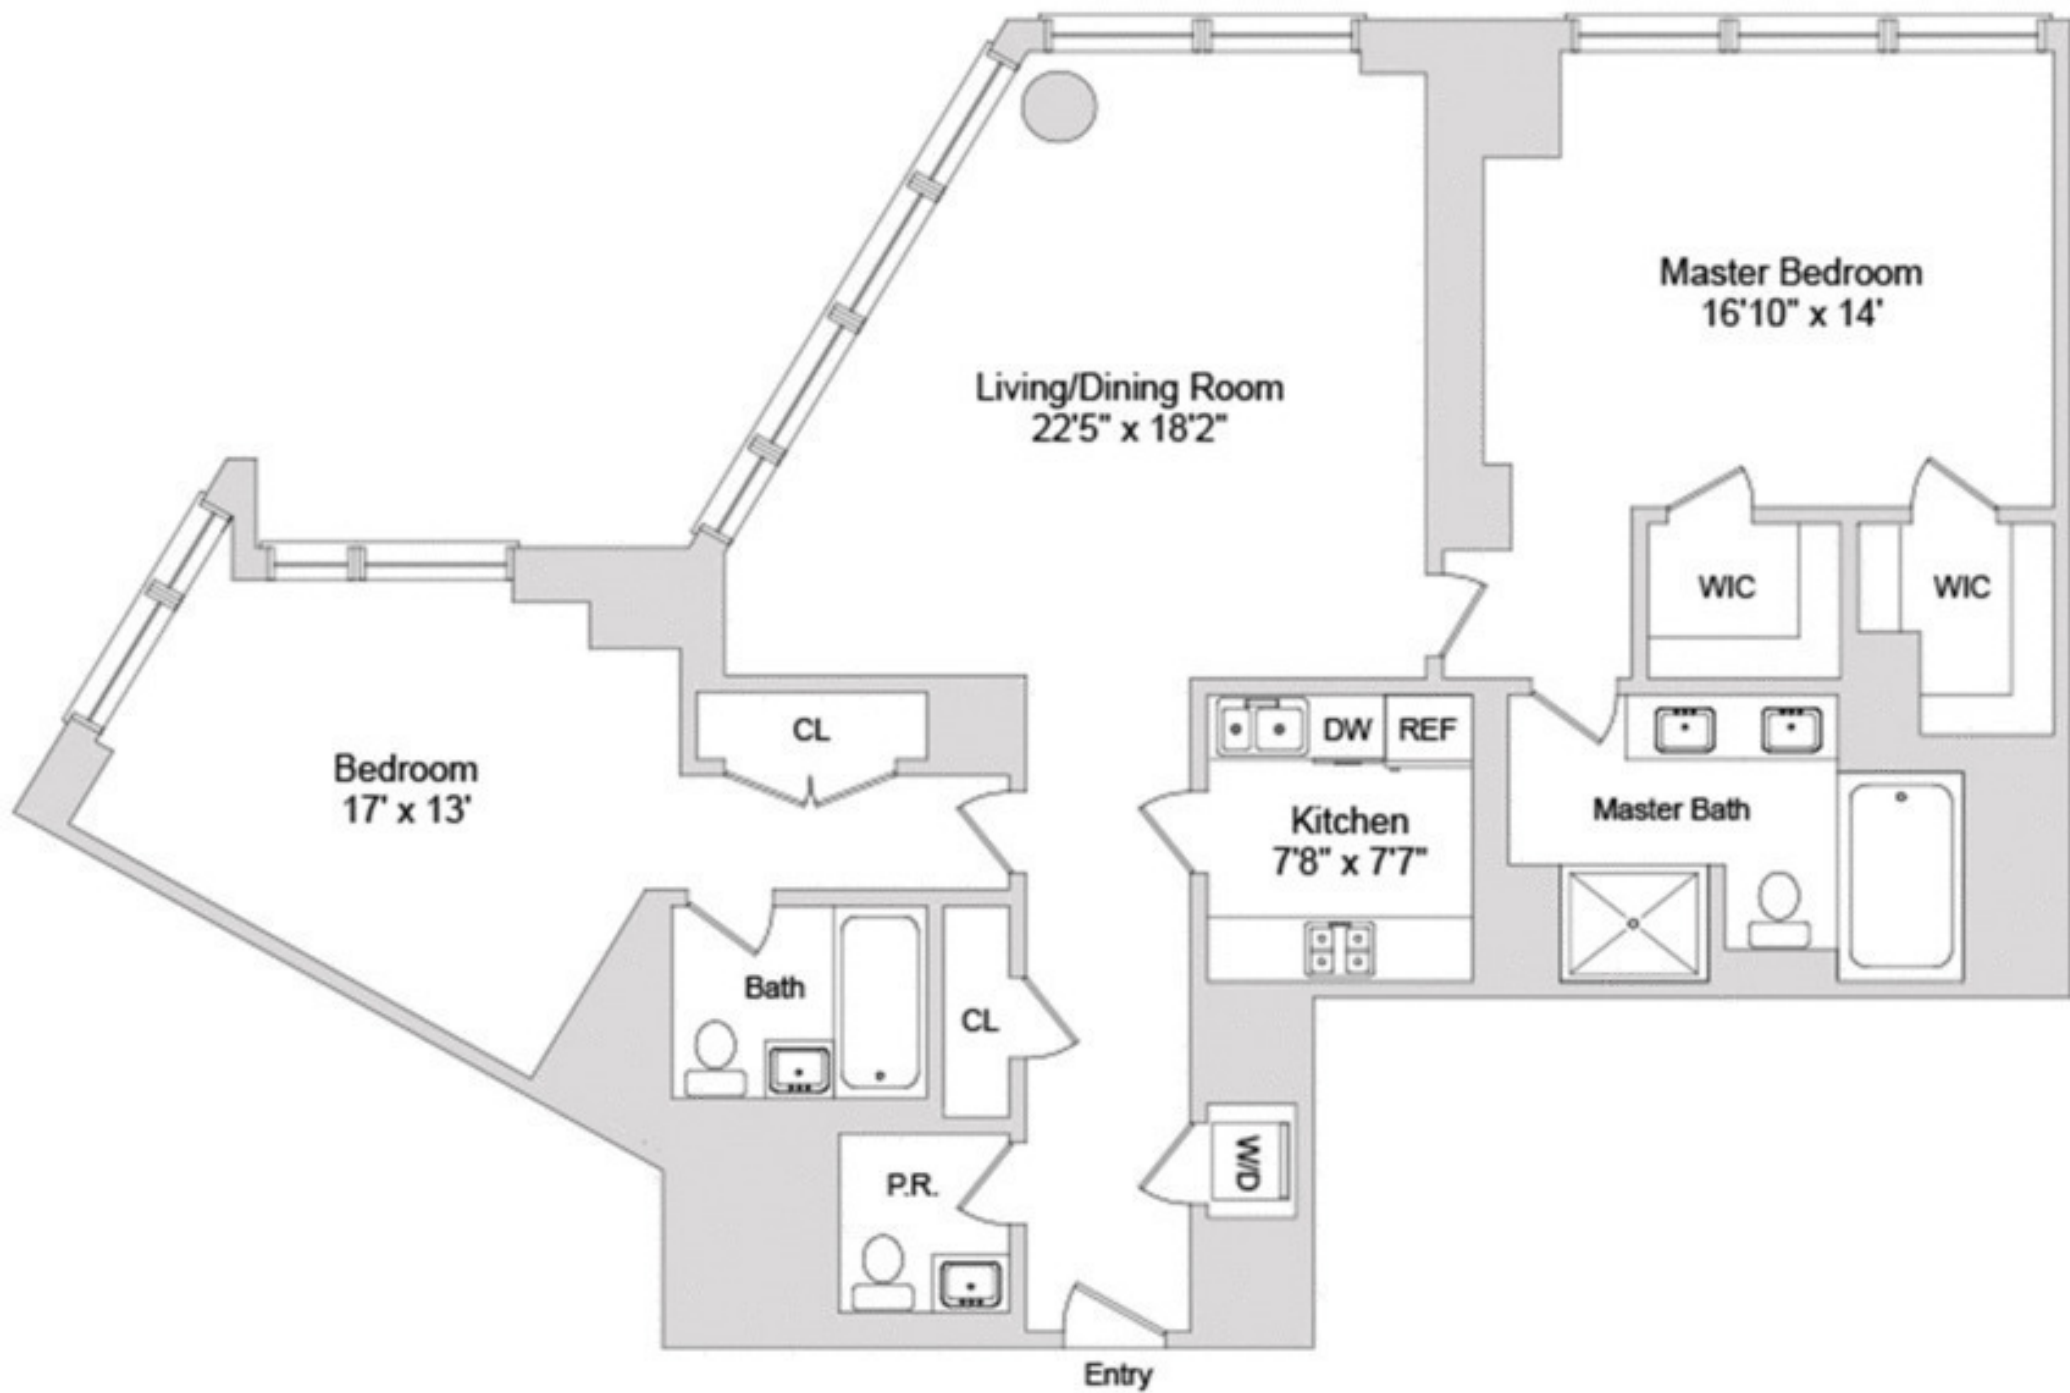 Master Bedroom
16'10" x 14'
Living/Dining Room
22'5" x 18'2"
WIC
WIC
CL
DW
REF
Bedroom
17' x 13'
Kitchen
7'8" x 7'7"
Master Bath
Bath
CL
W/D
P.R.
Entry